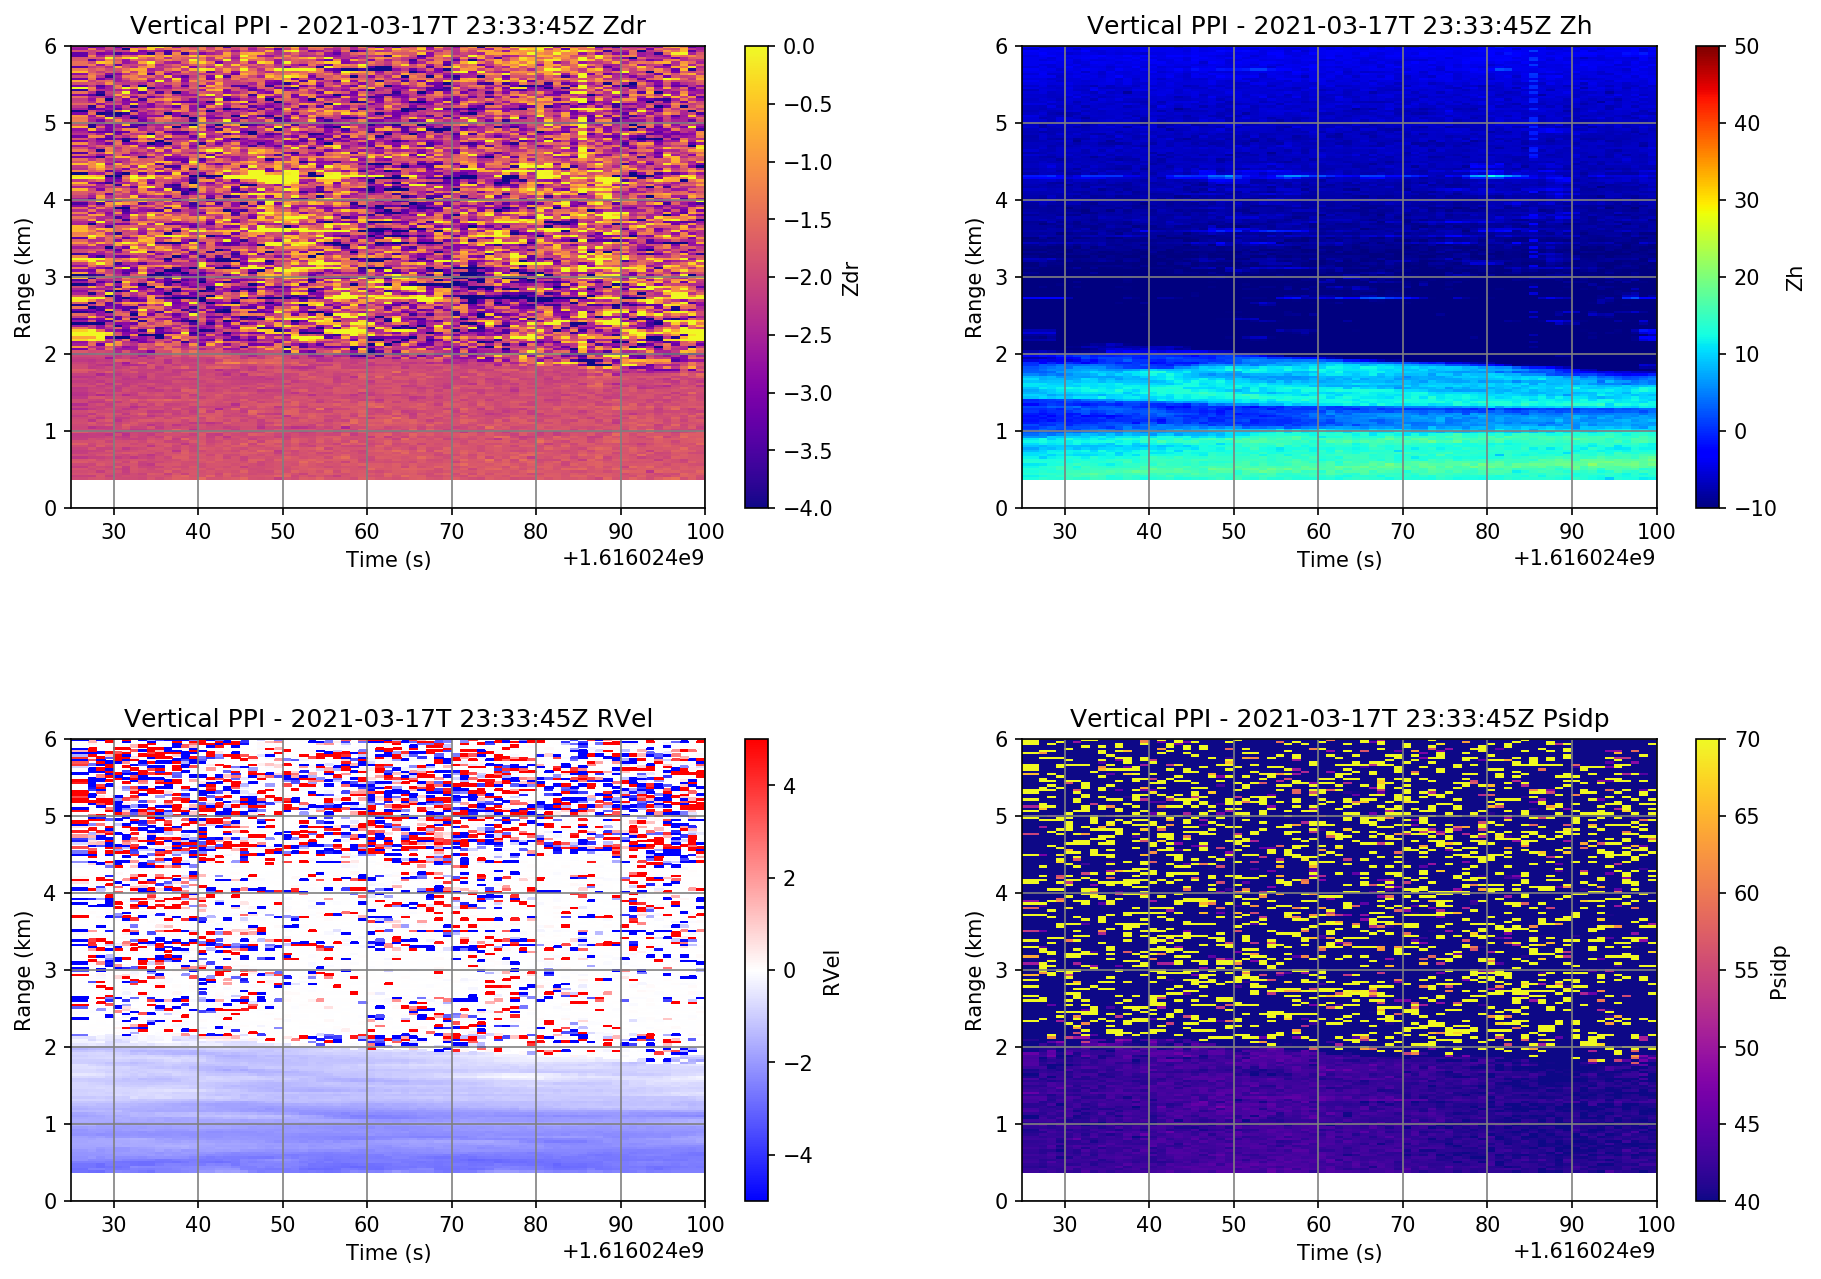 Vertical PPI - 2021-03-17T 23:33:45Z Zdr
6
5
4
3
2
1
0
Range (km)
30 40 50 60 70 80 90 100
Time (s)
+1.616024e9
0.0
−0.5
−1.0
−1.5
−2.0
−2.5
−3.0
−3.5
−4.0
Zdr
Vertical PPI - 2021-03-17T 23:33:45Z Zh
6
5
4
3
2
1
0
Range (km)
30 40 50 60 70 80 90 100
Time (s)
+1.616024e9
50
40
30
20
10
0
−10
Zh
Vertical PPI - 2021-03-17T 23:33:45Z RVel
6
5
4
3
2
1
0
Range (km)
30 40 50 60 70 80 90 100
Time (s)
+1.616024e9
4
2
0
−2
−4
RVel
Vertical PPI - 2021-03-17T 23:33:45Z Psidp
6
5
4
3
2
1
0
Range (km)
30 40 50 60 70 80 90 100
Time (s)
+1.616024e9
70
65
60
55
50
45
40
Psidp